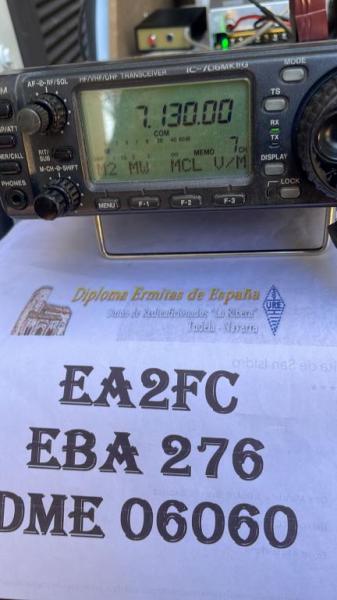 AF-RF/SQL
HF/VHF/UHF TRANSCEIVER IC-706MKIIG
MODE
7.130.00
TS
COM
RX
TX
RIT/
SUB
MEMO 7CH
M-CH SHIFT
M2 MW MCL V/M
DISPLAY
PHONES
LOCK
MENU F-1 F-2 F-3
Diploma Ermitas de España
Unión de Radioaficionados "La Ribera"
Tudela - Navarra
URE
EA2FC
EBA 276
DME 06060